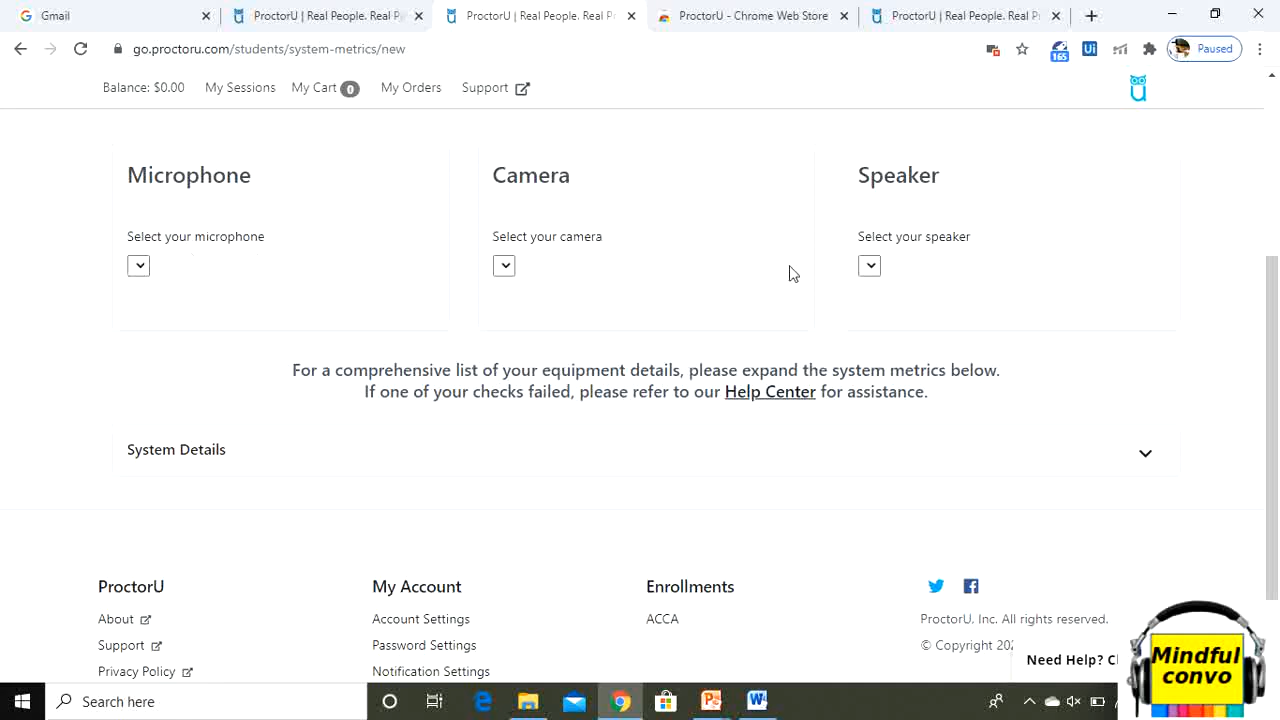 Gmail
ProctorU | Real People. Real P
ProctorU | Real People. Real P
ProctorU - Chrome Web Store
ProctorU | Real People. Real P
go.proctoru.com/students/system-metrics/new
165
Ui
Paused
Balance: $0.00
My Sessions
My Cart 0
My Orders
Support
Microphone
Camera
Speaker
Select your microphone
Select your camera
Select your speaker
For a comprehensive list of your equipment details, please expand the system metrics below.
If one of your checks failed, please refer to our Help Center for assistance.
System Details
ProctorU
My Account
Enrollments
About
Account Settings
ACCA
ProctorU, Inc. All rights reserved.
Support
Password Settings
© Copyright 202
Privacy Policy
Notification Settings
Need Help?
Mindful
convo
Search here